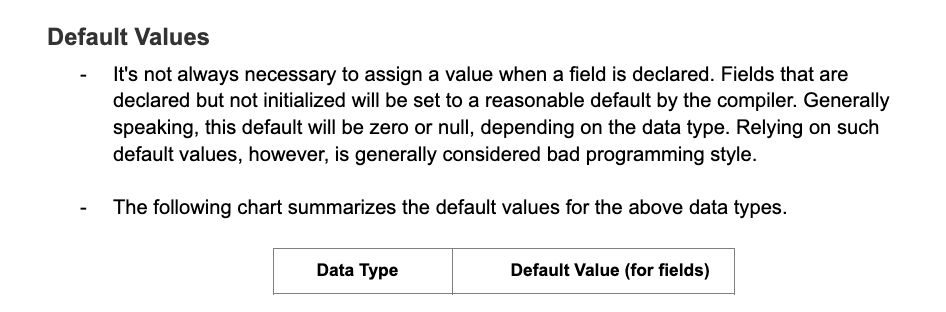 Default Values
- It's not always necessary to assign a value when a field is declared. Fields that are
declared but not initialized will be set to a reasonable default by the compiler. Generally
speaking, this default will be zero or null, depending on the data type. Relying on such
default values, however, is generally considered bad programming style.
- The following chart summarizes the default values for the above data types.
Data Type Default Value (for fields)